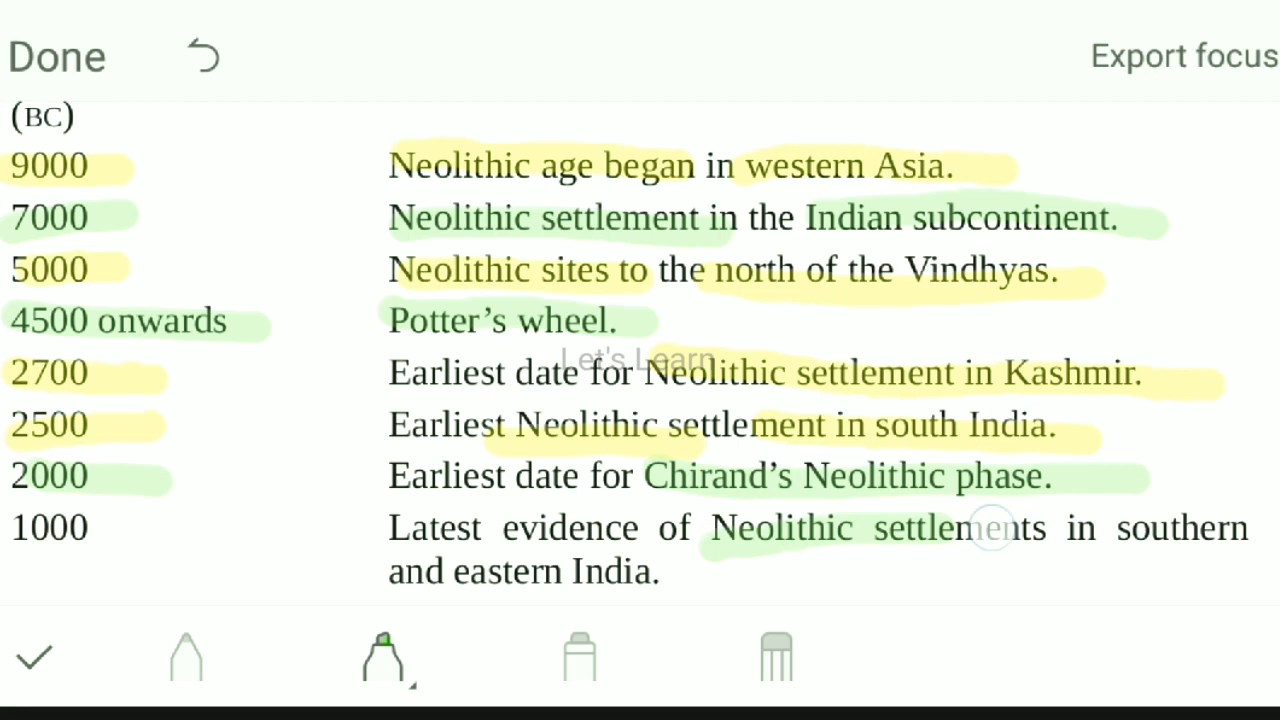 Done
Export focus
(BC)
9000 Neolithic age began in western Asia.
7000 Neolithic settlement in the Indian subcontinent.
5000 Neolithic sites to the north of the Vindhyas.
4500 onwards Potter’s wheel.
Let's Learn
2700 Earliest date for Neolithic settlement in Kashmir.
2500 Earliest Neolithic settlement in south India.
2000 Earliest date for Chirand’s Neolithic phase.
1000 Latest evidence of Neolithic settlements in southern
and eastern India.